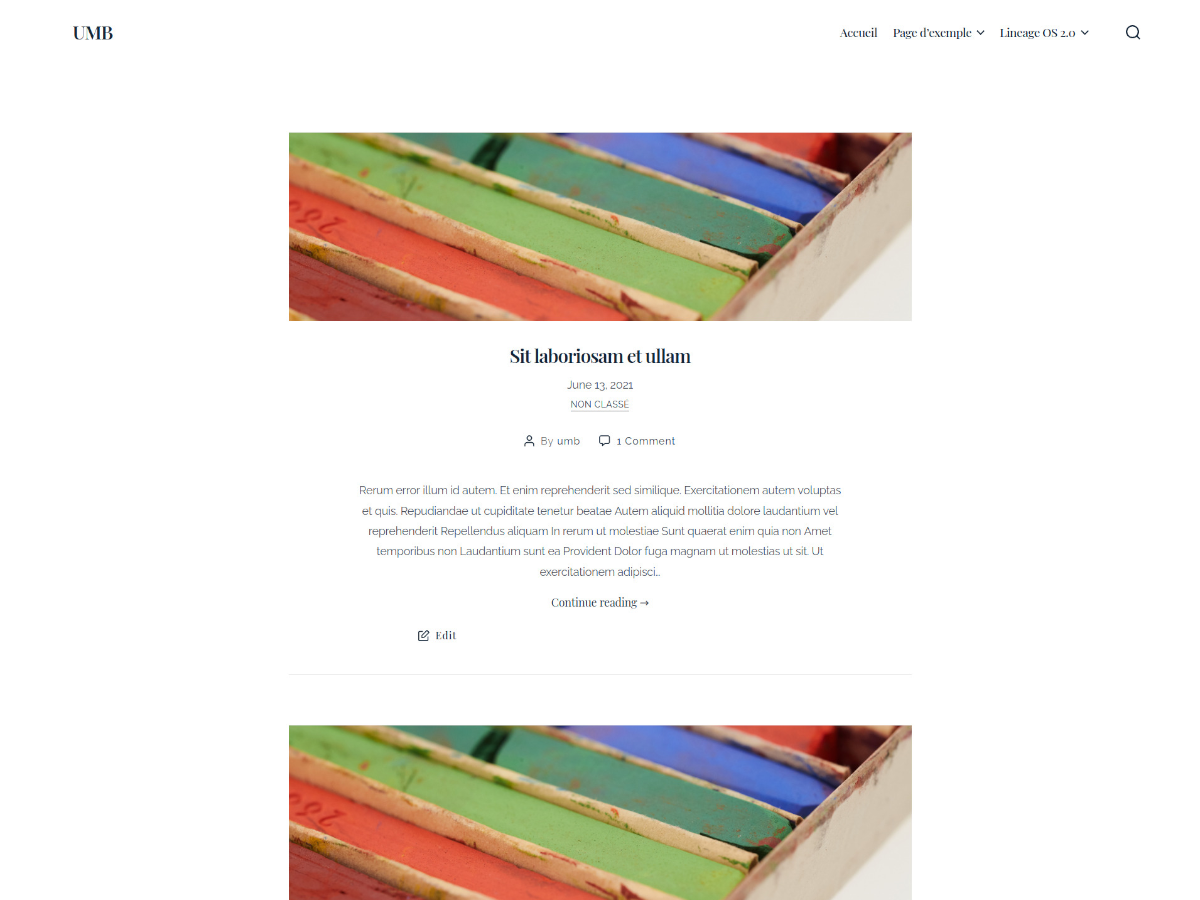 UMB
Accueil
Page d'exemple
Lineage OS 2.0
Sit laboriosam et ullam
June 13, 2021
NON CLASSÉ
By umb
1 Comment
Rerum error illum id autem. Et enim reprehenderit sed similique. Exercitationem autem voluptas
et quis. Repudiandae ut cupiditate tenetur beatae Autem aliquid mollitia dolore laudantium vel
reprehenderit Repellendus aliquam In rerum ut molestiae Sunt quaerat enim quia non Amet
temporibus non Laudantium sunt ea Provident Dolor fuga magnam ut molestias ut sit. Ut
exercitationem adipisci…
Continue reading →
Edit